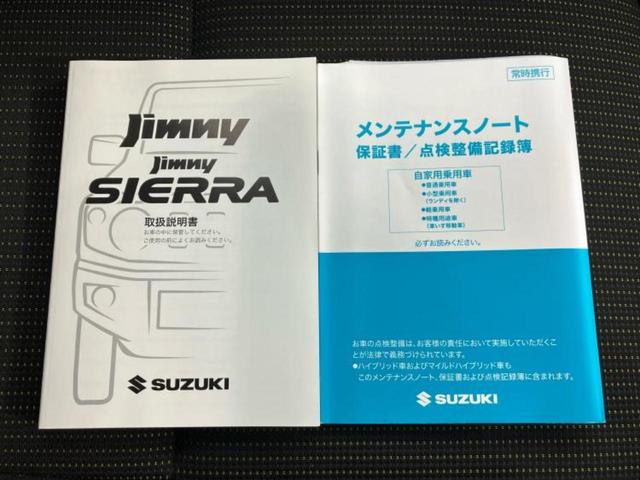 Jimny
Jimny
SIERRA
取扱説明書
お車の中に保管してください。
ご使用の前によくお読みください。
SUZUKI
常時携行
メンテナンスノート
保証書／点検整備記録簿
自家用乗用車
●普通乗用車
●小型乗用車
(ランディを除く)
●軽乗用車
●特種用途車
(車いす移動車)
必ずお読みください。
お車の点検整備は、お客様の責任において実施していただくこ
とが法律で義務づけられています。
●ハイブリッド車およびマイルドハイブリッド車も
このメンテナンスノート、保証書および点検記録簿に含まれます。
SUZUKI